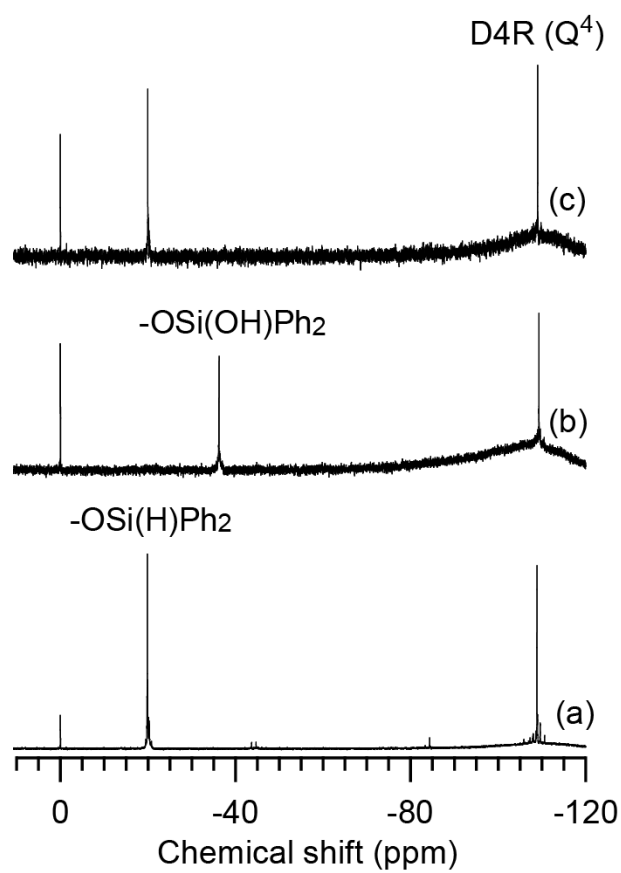 D4R (Q⁴)
(c)
-OSi(OH)Ph₂
(b)
-OSi(H)Ph₂
(a)
0 -40 -80 -120
Chemical shift (ppm)